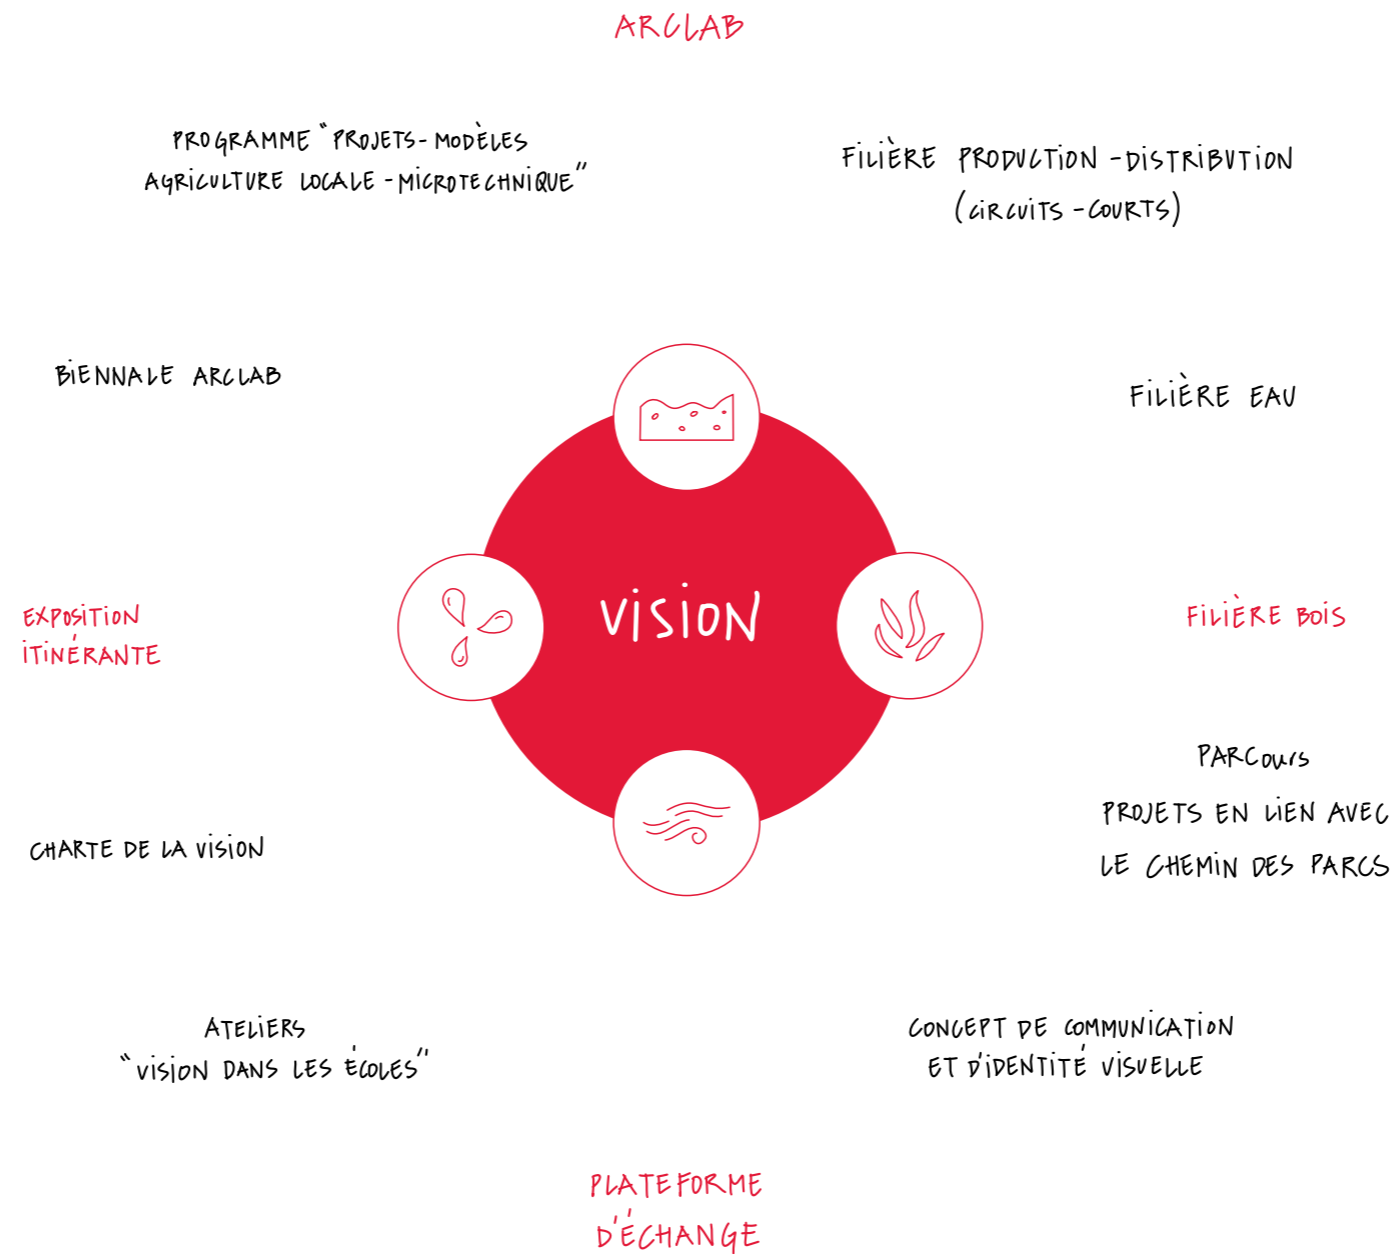 ARCLAB
PROGRAMME "PROJETS-MODÈLES
AGRICULTURE LOCALE-MICROTECHNIQUE"
FILIÈRE PRODUCTION-DISTRIBUTION
(CIRCUITS-COURTS)
BIENNALE ARCLAB
FILIÈRE EAU
VISION
EXPOSITION
ITINÉRANTE
FILIÈRE BOIS
PARCours
PROJETS EN LIEN AVEC
LE CHEMIN DES PARCS
CHARTE DE LA VISION
ATELIERS
"VISION DANS LES ÉCOLES"
CONCEPT DE COMMUNICATION
ET D'IDENTITÉ VISUELLE
PLATEFORME
D'ÉCHANGE